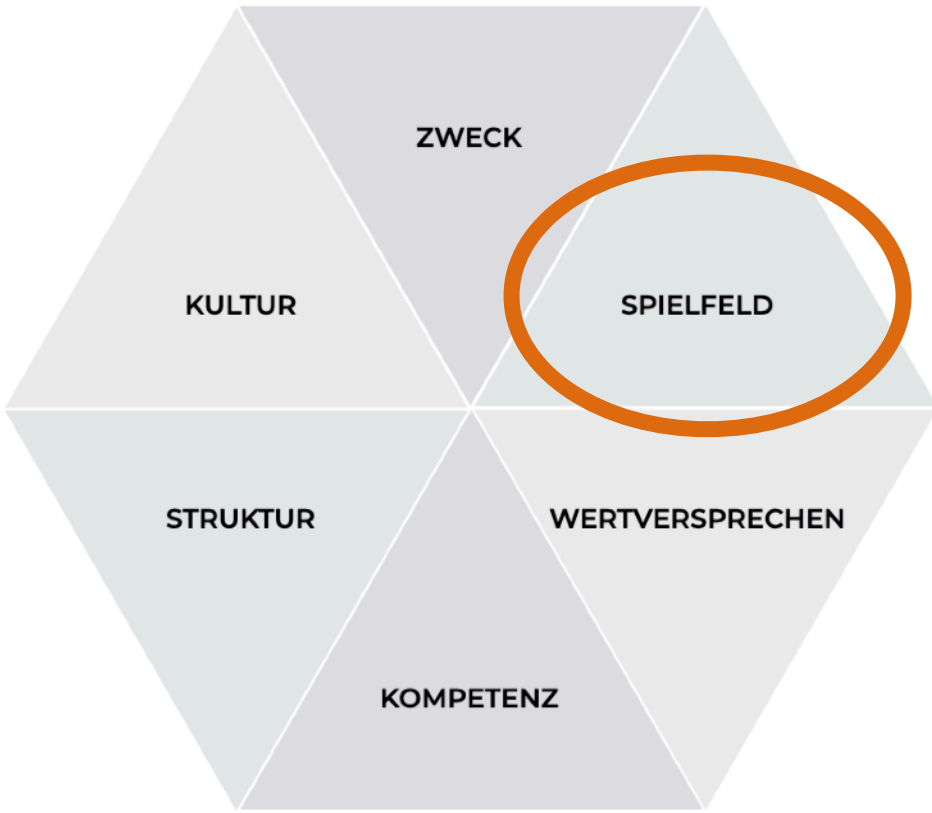 ZWECK
KULTUR
SPIELFELD
STRUKTUR
WERTVERSPRECHEN
KOMPETENZ